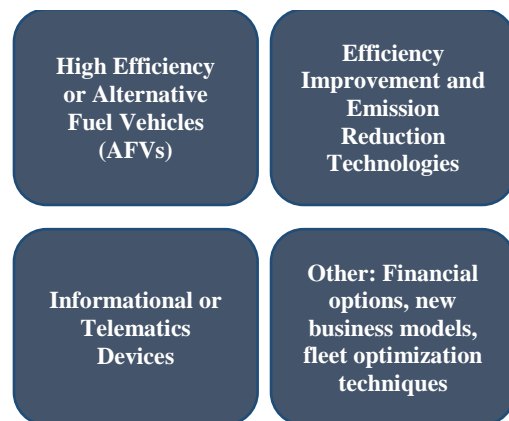 High Efficiency
or Alternative
Fuel Vehicles
(AFVs)
Efficiency
Improvement and
Emission
Reduction
Technologies
Informational or
Telematics
Devices
Other: Financial
options, new
business models,
fleet optimization
techniques